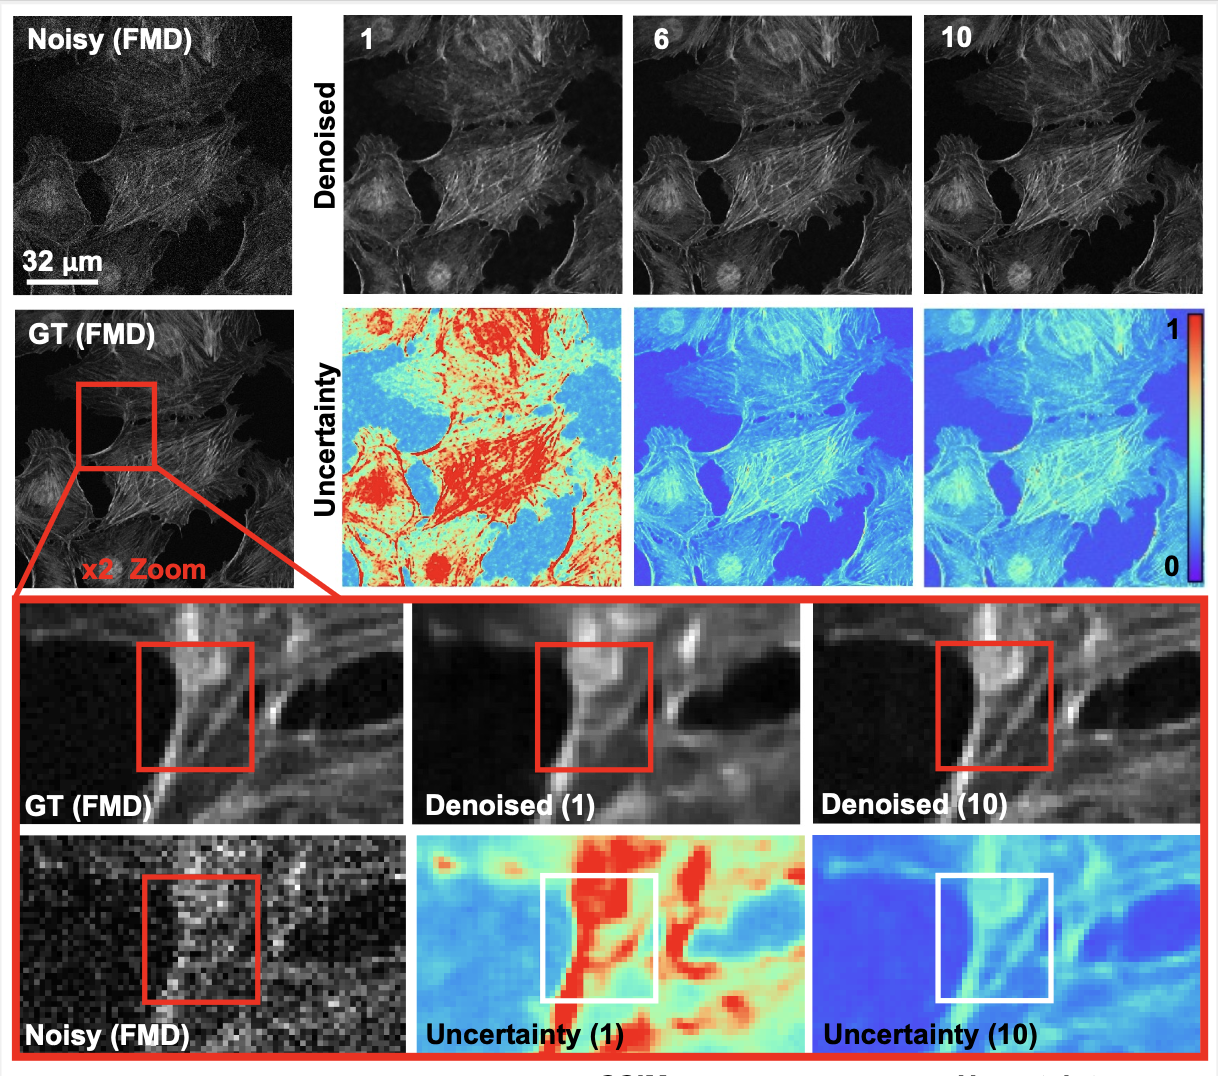 Noisy (FMD)
1
6
10
Denoised
32 µm
GT (FMD)
Uncertainty
1
0
x2 Zoom
GT (FMD)
Denoised (1)
Denoised (10)
Noisy (FMD)
Uncertainty (1)
Uncertainty (10)